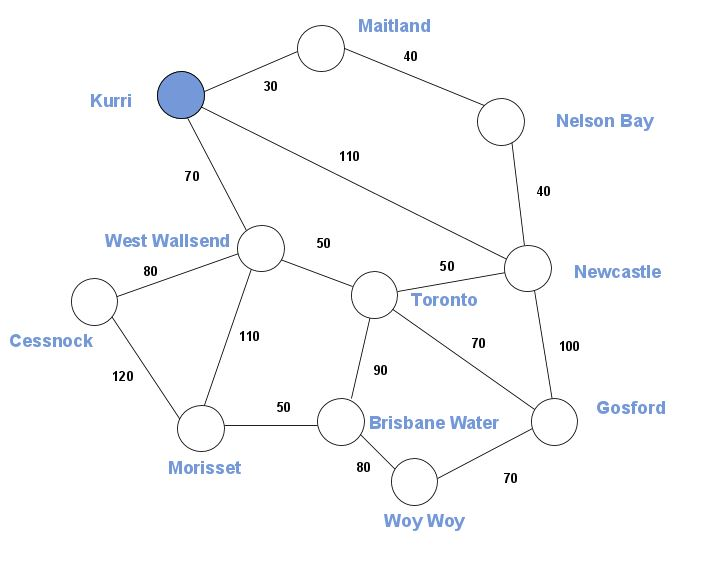 Maitland
40
30
Kurri
Nelson Bay
110
70
40
West Wallsend
50
80
50
Newcastle
Toronto
Cessnock
110
70
100
120
90
50
Brisbane Water
Gosford
Morisset
80
70
Woy Woy